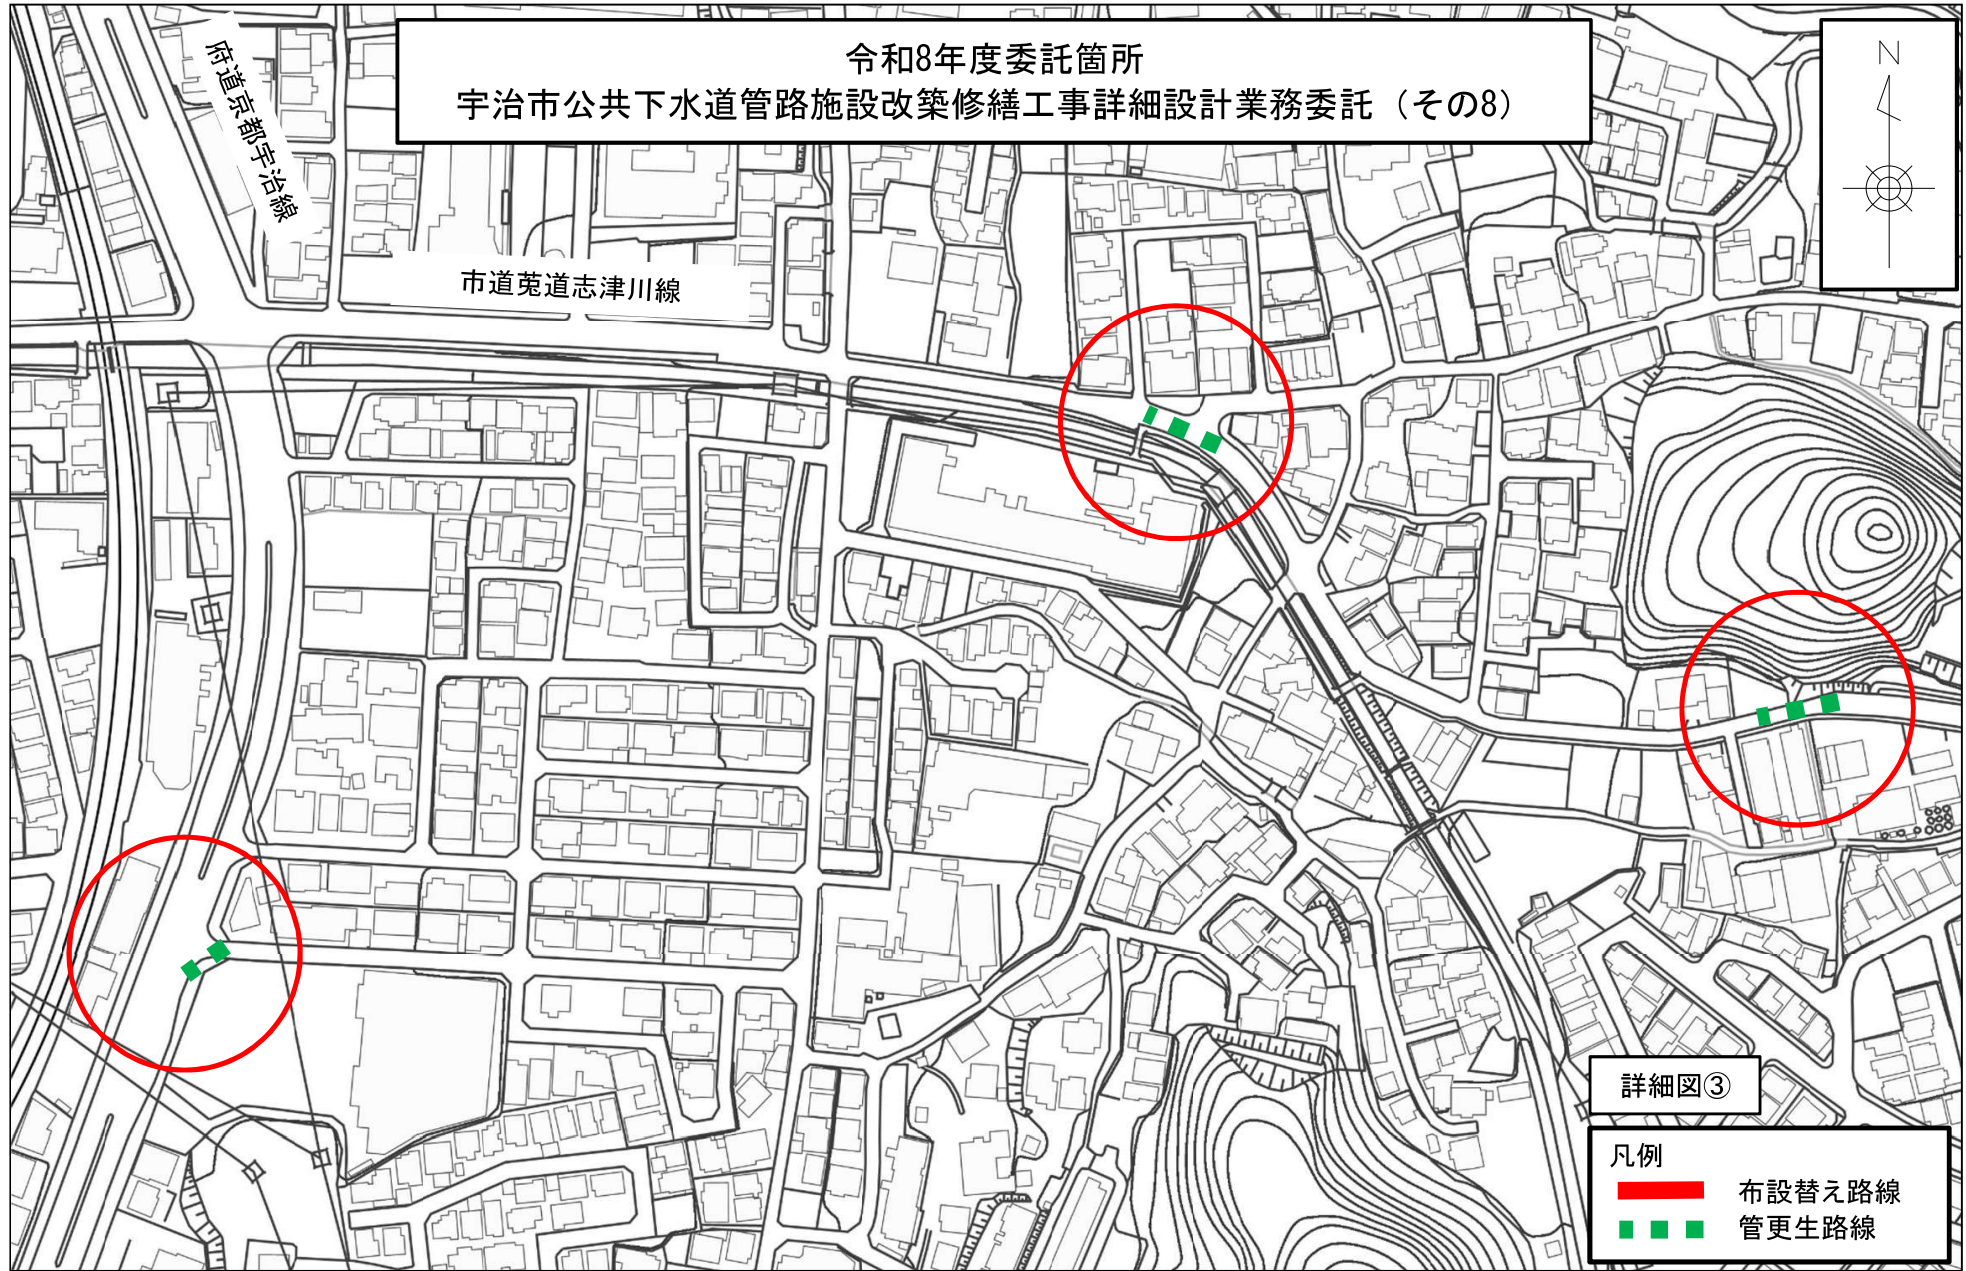 令和8年度委託箇所
宇治市公共下水道管路施設改築修繕工事詳細設計業務委託（その8）
N
府道京都宇治線
市道莵道志津川線
詳細図③
凡例
布設替え路線
管更生路線